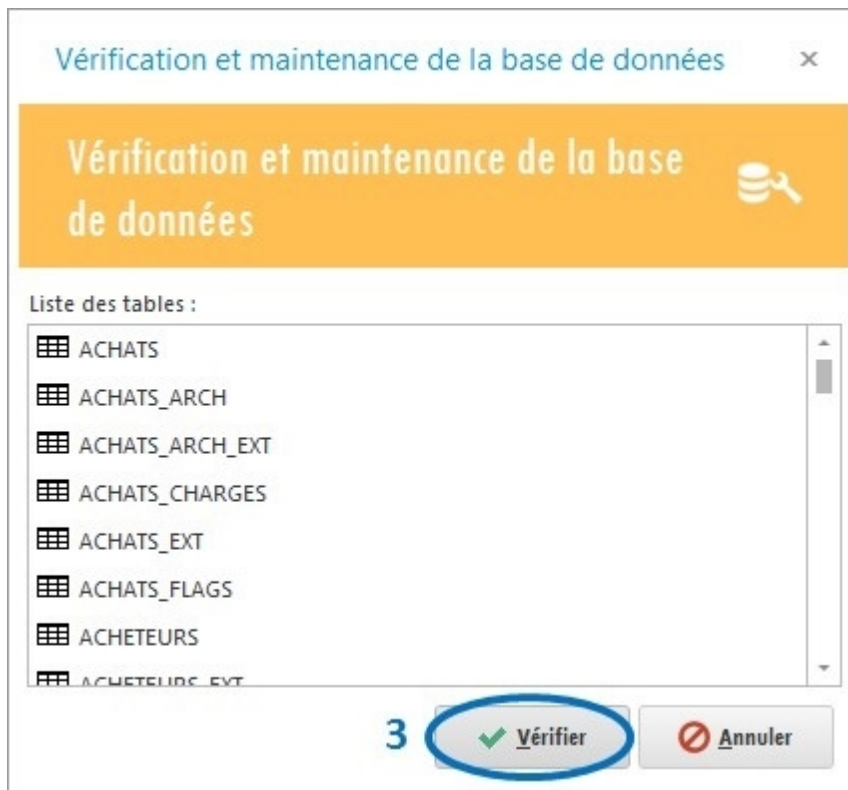 Vérification et maintenance de la base de données
Vérification et maintenance de la base
de données
Liste des tables :
ACHATS
ACHATS_ARCH
ACHATS_ARCH_EXT
ACHATS_CHARGES
ACHATS_EXT
ACHATS_FLAGS
ACHETEURS
ACHETEURS_EXT
3 Vérifier Annuler